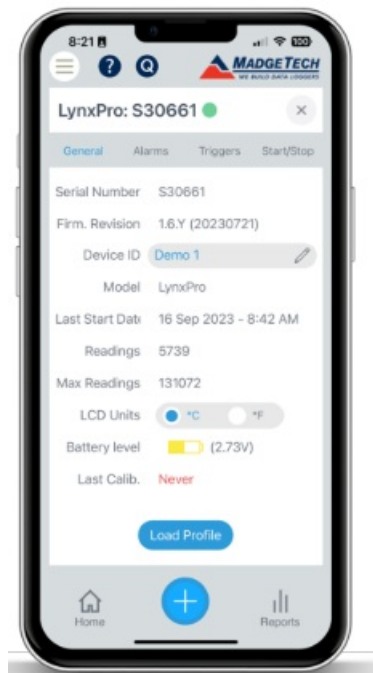 8:21
100
? Q MADGETECH
WE BUILD DATA LOGGERS
LynxPro: S30661 ×
General Alarms Triggers Start/Stop
Serial Number S30661
Firm. Revision 1.6.Y (20230721)
Device ID Demo 1
Model LynxPro
Last Start Date 16 Sep 2023 - 8:42 AM
Readings 5739
Max Readings 131072
LCD Units °C °F
Battery level (2.73V)
Last Calib. Never
Load Profile
+
Home Reports